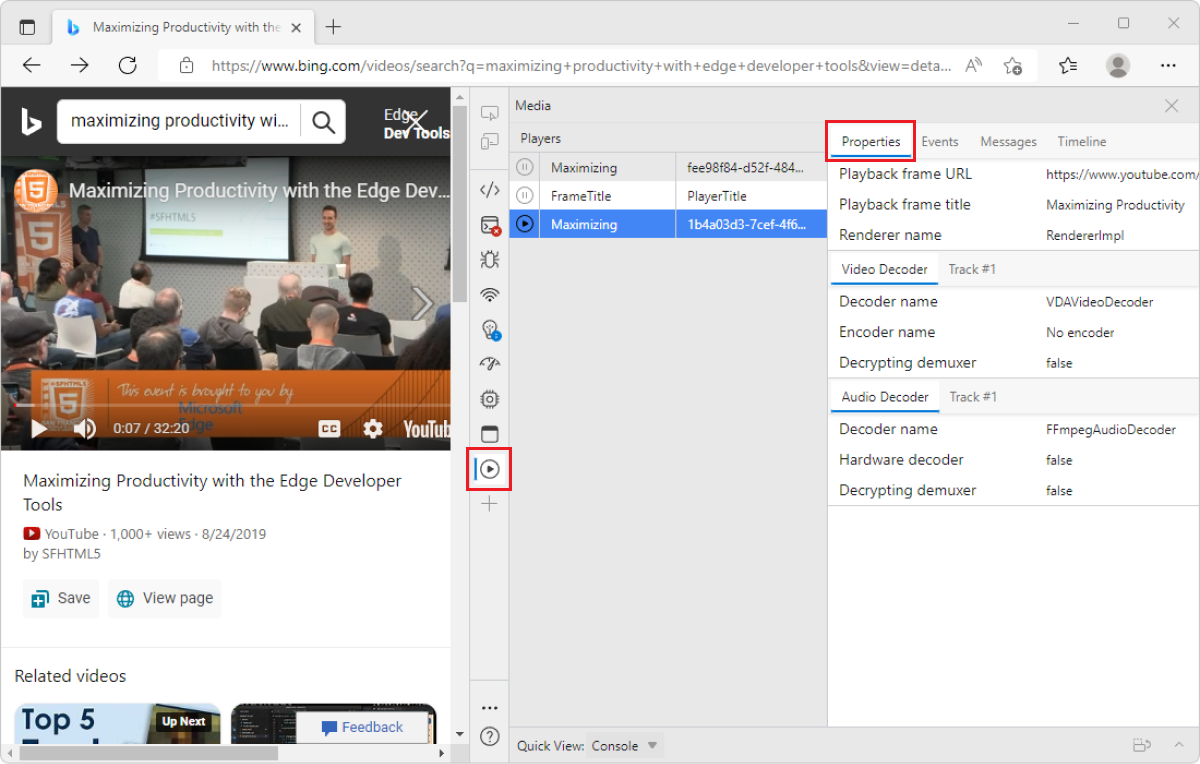 Maximizing Productivity with the
https://www.bing.com/videos/search?q=maximizing+productivity+with+edge+developer+tools&view=deta...
maximizing productivity wi...
Edge
Dev Tools
Maximizing Productivity with the Edge Dev...
#SFHTML5
This event is brought to you by
Microsoft
Edge
0:07 / 32:20
CC
YouTub
Maximizing Productivity with the Edge Developer
Tools
YouTube · 1,000+ views · 8/24/2019
by SFHTML5
Save
View page
Related videos
Top 5
Up Next
Feedback
Media
Players
Maximizing fee98f84-d52f-484...
FrameTitle PlayerTitle
Maximizing 1b4a03d3-7cef-4f6...
Properties Events Messages Timeline
Playback frame URL https://www.youtube.com/
Playback frame title Maximizing Productivity
Renderer name RendererImpl
Video Decoder Track #1
Decoder name VDAVideoDecoder
Encoder name No encoder
Decrypting demuxer false
Audio Decoder Track #1
Decoder name FFmpegAudioDecoder
Hardware decoder false
Decrypting demuxer false
Quick View: Console